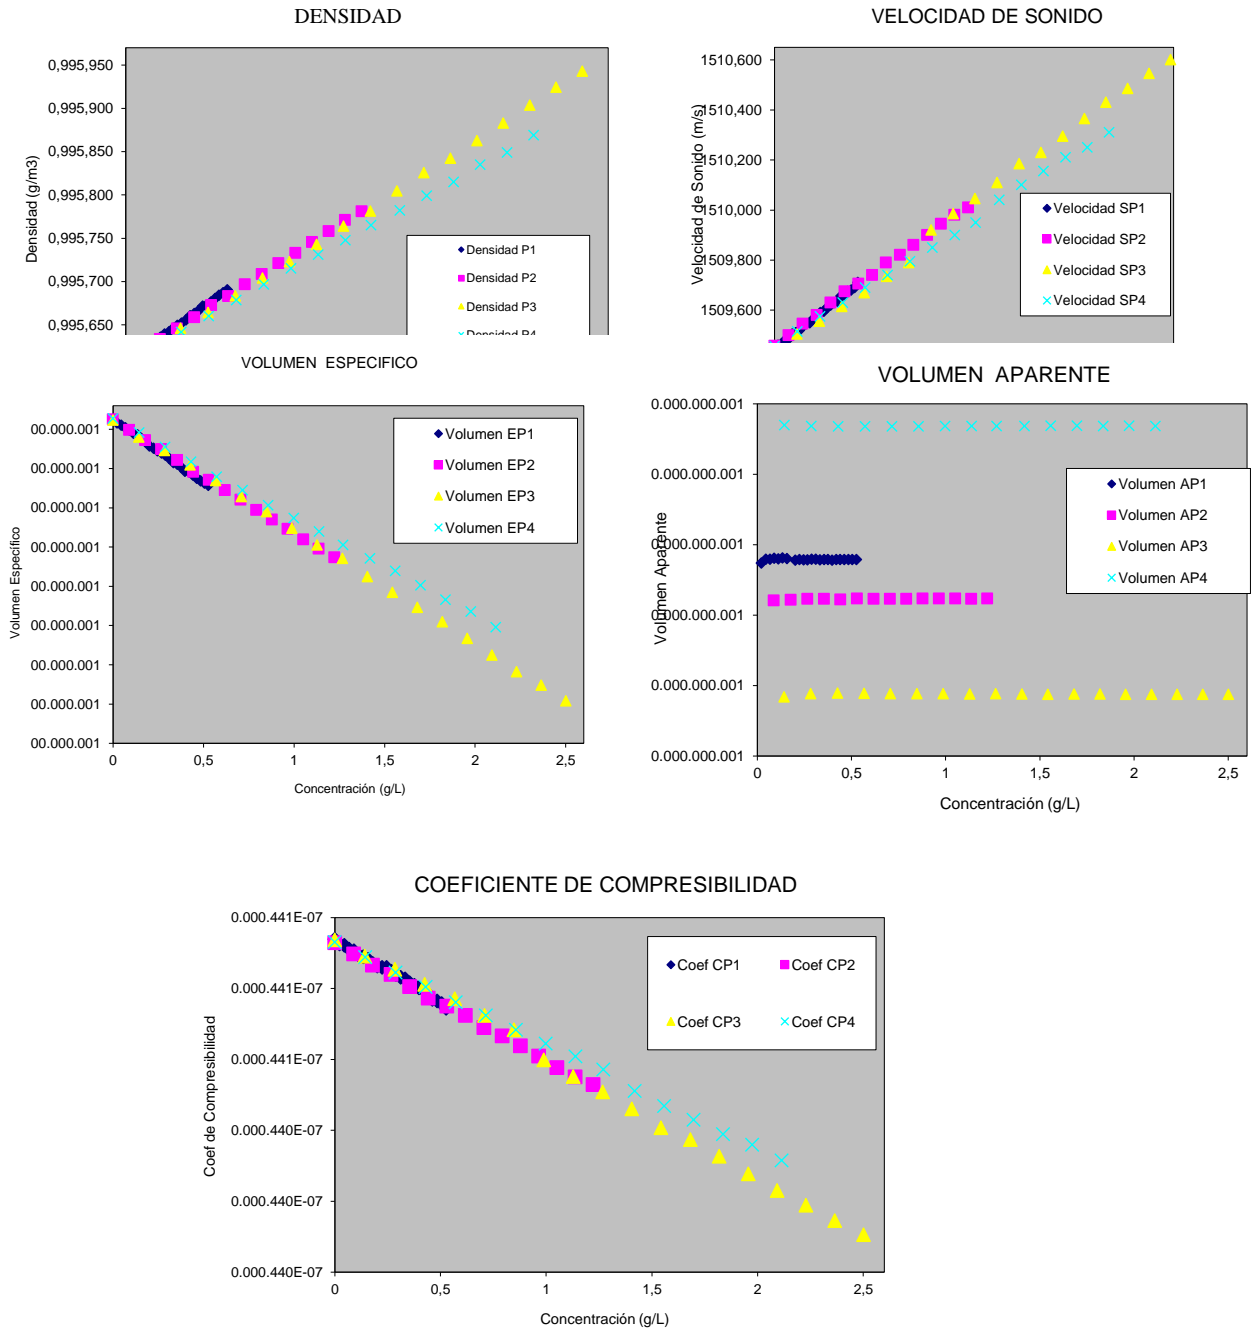 DENSIDAD
0,995,950
0,995,900
0,995,850
0,995,800
0,995,750
0,995,700
0,995,650
Densidad (g/m3)
Densidad P1
Densidad P2
Densidad P3
Densidad P4
VELOCIDAD DE SONIDO
1510,600
1510,400
1510,200
1510,000
1509,800
1509,600
Velocidad de Sonido (m/s)
Velocidad SP1
Velocidad SP2
Velocidad SP3
Velocidad SP4
VOLUMEN ESPECIFICO
00.000.001
00.000.001
00.000.001
00.000.001
00.000.001
00.000.001
00.000.001
00.000.001
00.000.001
Volumen Específico
Volumen EP1
Volumen EP2
Volumen EP3
Volumen EP4
0 0,5 1 1,5 2 2,5
Concentración (g/L)
VOLUMEN APARENTE
0.000.000.001
0.000.000.001
0.000.000.001
0.000.000.001
0.000.000.001
0.000.000.001
Volumen Aparente
Volumen AP1
Volumen AP2
Volumen AP3
Volumen AP4
0 0,5 1 1,5 2 2,5
Concentración (g/L)
COEFICIENTE DE COMPRESIBILIDAD
0.000.441E-07
0.000.441E-07
0.000.441E-07
0.000.440E-07
0.000.440E-07
0.000.440E-07
Coef de Compresibilidad
Coef CP1 Coef CP2
Coef CP3 Coef CP4
0 0,5 1 1,5 2 2,5
Concentración (g/L)